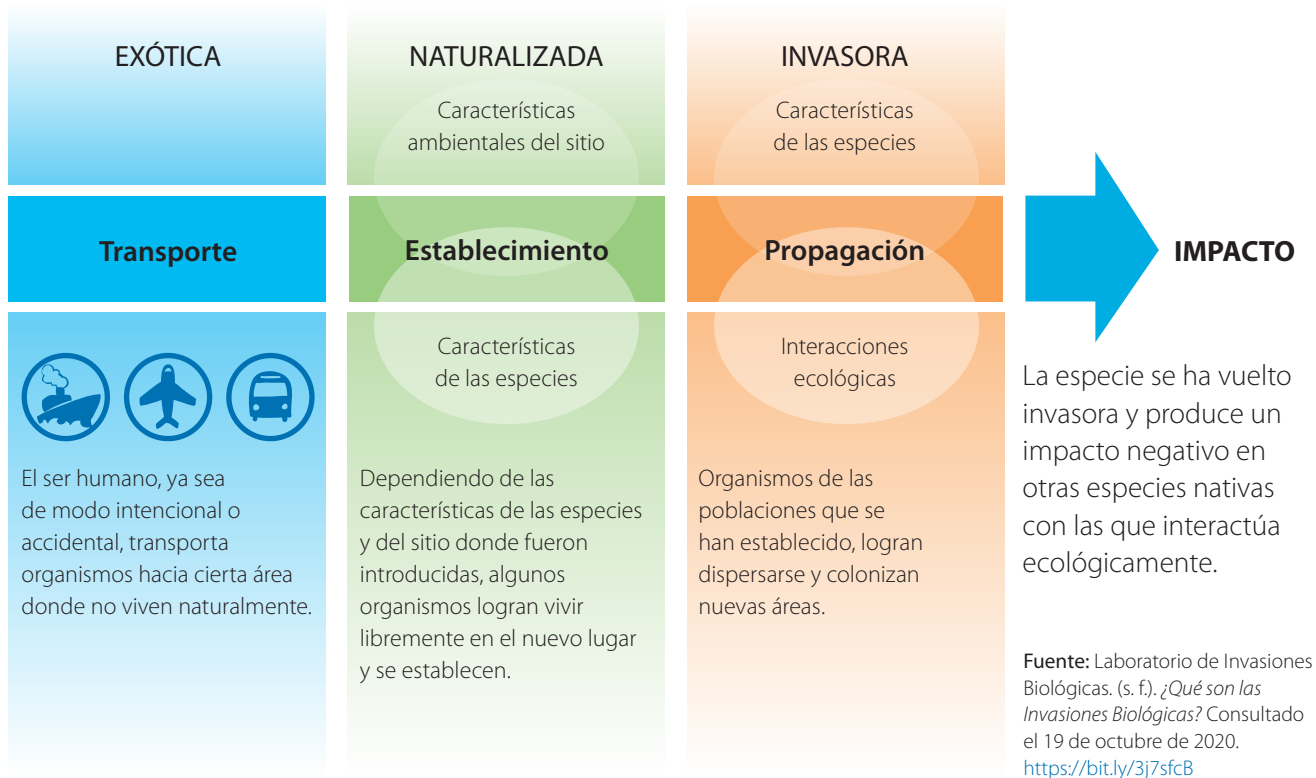 EXÓTICA
Transporte
El ser humano, ya sea
de modo intencional o
accidental, transporta
organismos hacia cierta área
donde no viven naturalmente.
NATURALIZADA
Características
ambientales del sitio
Establecimiento
Características
de las especies
Dependiendo de las
características de las especies
y del sitio donde fueron
introducidas, algunos
organismos logran vivir
libremente en el nuevo lugar
y se establecen.
INVASORA
Características
de las especies
Propagación
Interacciones
ecológicas
Organismos de las
poblaciones que se
han establecido, logran
dispersarse y colonizan
nuevas áreas.
IMPACTO
La especie se ha vuelto
invasora y produce un
impacto negativo en
otras especies nativas
con las que interactúa
ecológicamente.
Fuente: Laboratorio de Invasiones
Biológicas. (s. f.). ¿Qué son las
Invasiones Biológicas? Consultado
el 19 de octubre de 2020.
https://bit.ly/3j7sfcB